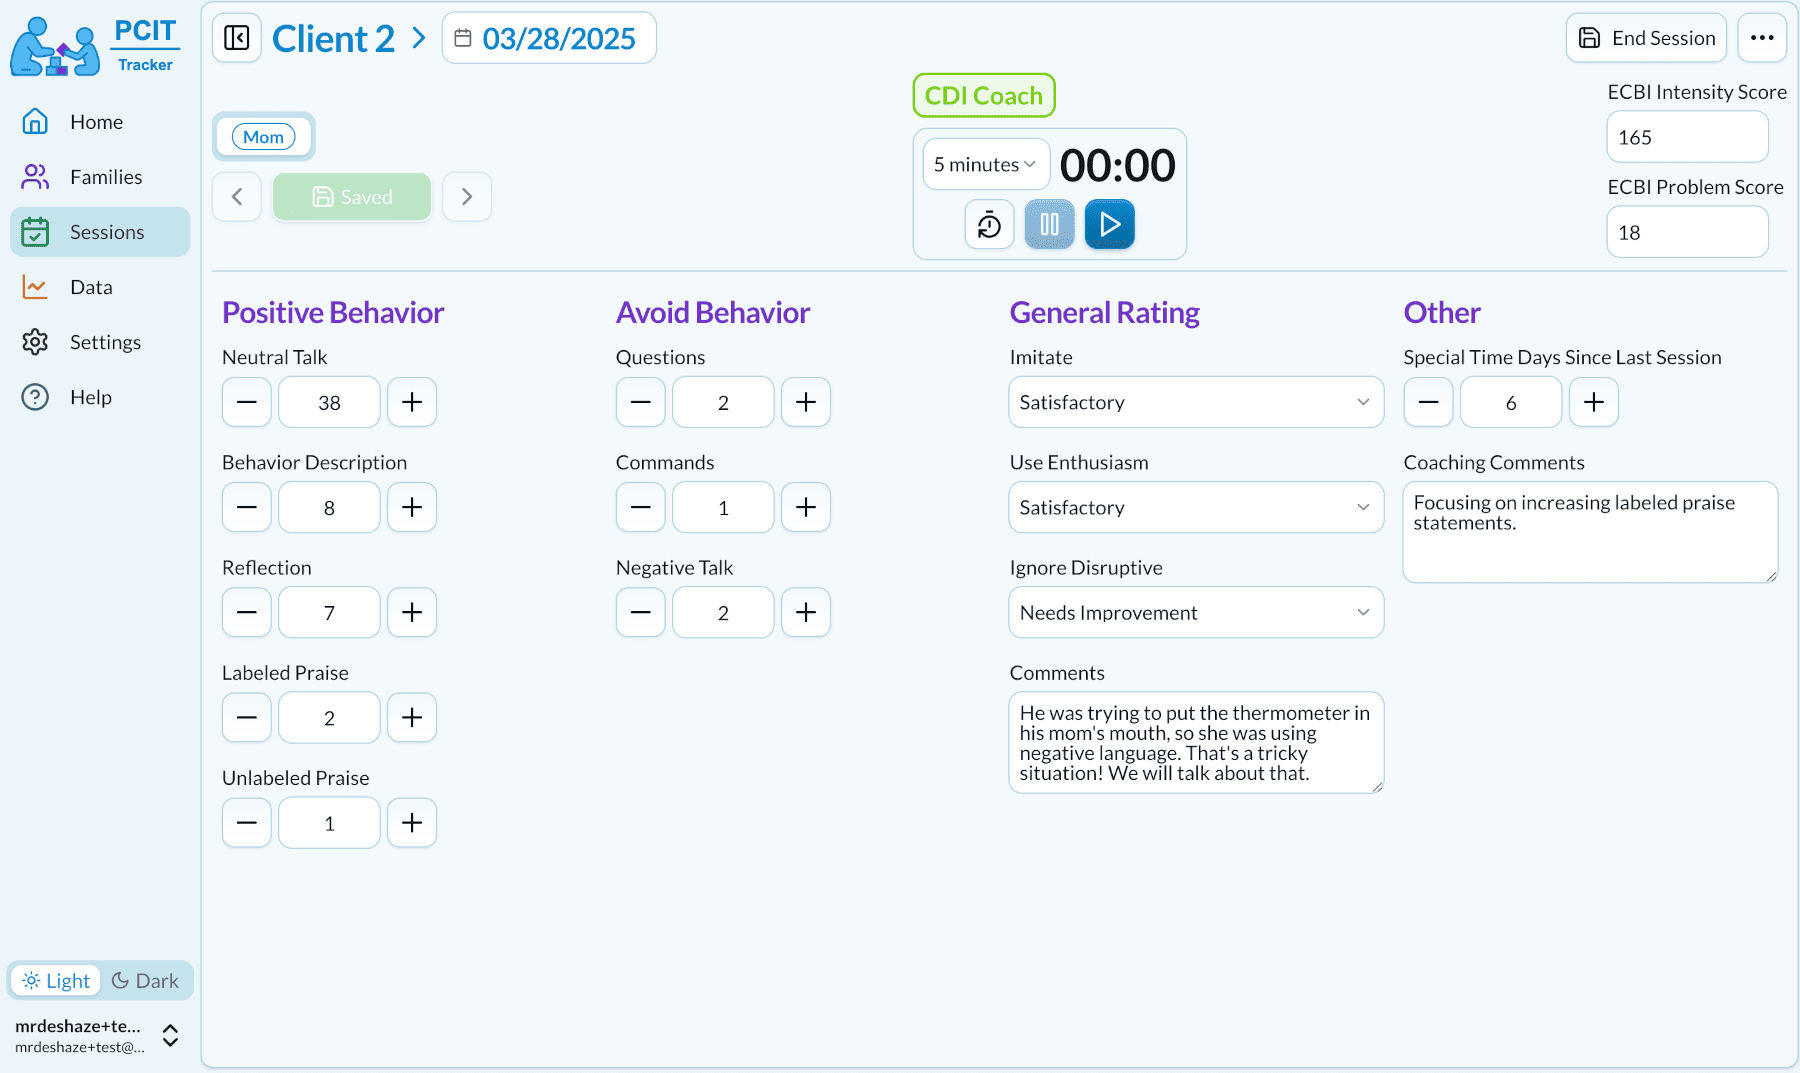 PCIT
Tracker
Home
Families
Sessions
Data
Settings
Help
Light
Dark
mrdeshaze+te...
mrdeshaze+test@...
Client 2
03/28/2025
End Session
Mom
Saved
CDI Coach
5 minutes
00:00
ECBI Intensity Score
165
ECBI Problem Score
18
Positive Behavior
Neutral Talk
38
Behavior Description
8
Reflection
7
Labeled Praise
2
Unlabeled Praise
1
Avoid Behavior
Questions
2
Commands
1
Negative Talk
2
General Rating
Imitate
Satisfactory
Use Enthusiasm
Satisfactory
Ignore Disruptive
Needs Improvement
Comments
He was trying to put the thermometer in
his mom's mouth, so she was using
negative language. That's a tricky
situation! We will talk about that.
Other
Special Time Days Since Last Session
6
Coaching Comments
Focusing on increasing labeled praise
statements.